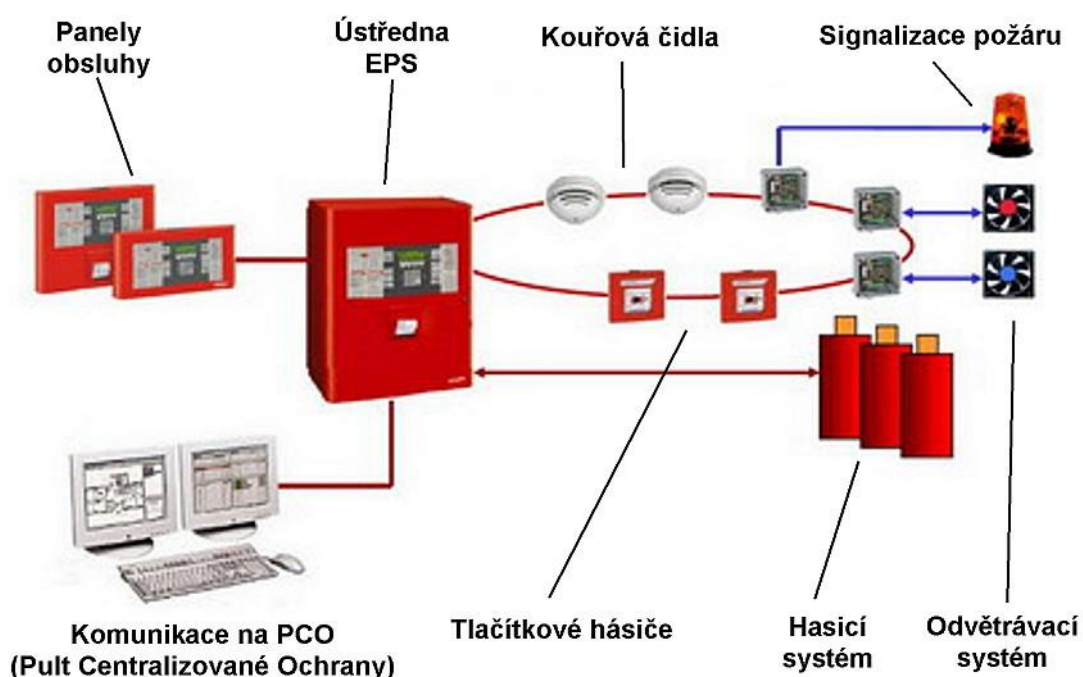 Panely
obsluhy
Ústředna
EPS
Kouřová čidla
Signalizace požáru
Komunikace na PCO
(Pult Centralizované Ochrany)
Tlačítkové hásiče
Hasicí
systém
Odvětrávací
systém